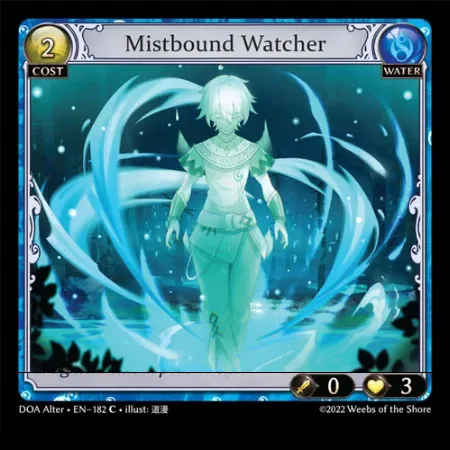 2
COST
Mistbound Watcher
WATER
0
3
DOA Alter • EN-182 C • illust: 道漫
©2022 Weebs of the Shore